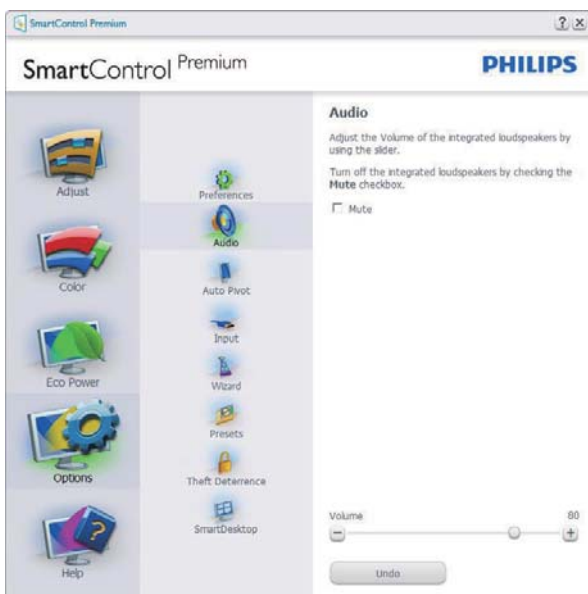 SmartControl Premium
? X
SmartControl Premium
PHILIPS
Adjust
Color
Eco Power
Options
Help
Preferences
Audio
Auto Pivot
Input
Wizard
Presets
Theft Deterrence
SmartDesktop
Audio
Adjust the Volume of the integrated loudspeakers by
using the slider.
Turn off the integrated loudspeakers by checking the
Mute checkbox.
Mute
Volume 80
Undo